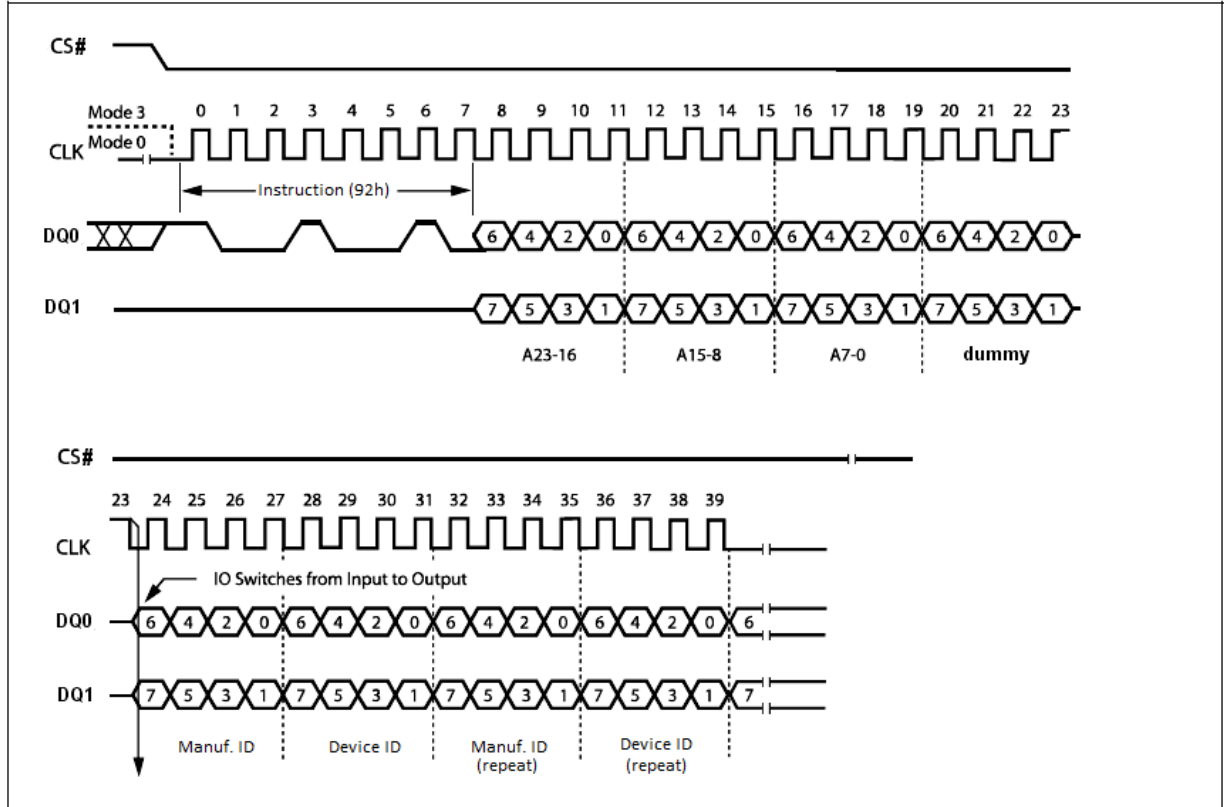 CS#
Mode 3 0 1 2 3 4 5 6 7 8 9 10 11 12 13 14 15 16 17 18 19 20 21 22 23
Mode 0
CLK
Instruction (92h)
DQ0 6 4 2 0 6 4 2 0 6 4 2 0 6 4 2 0
DQ1 7 5 3 1 7 5 3 1 7 5 3 1 7 5 3 1
A23-16 A15-8 A7-0 dummy
CS#
23 24 25 26 27 28 29 30 31 32 33 34 35 36 37 38 39
CLK
IO Switches from Input to Output
DQ0 6 4 2 0 6 4 2 0 6 4 2 0 6 4 2 0 6
DQ1 7 5 3 1 7 5 3 1 7 5 3 1 7 5 3 1 7
Manuf. ID Device ID Manuf. ID Device ID
(repeat) (repeat)